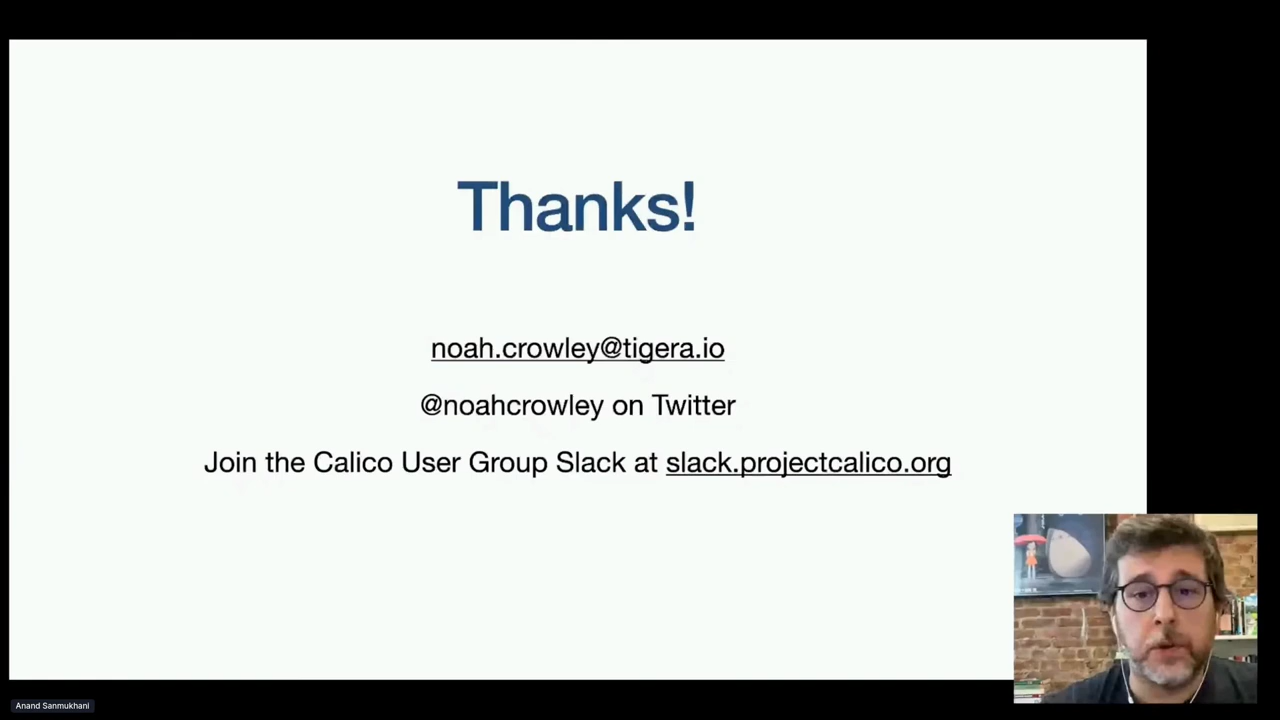 Thanks!
noah.crowley@tigera.io
@noahcrowley on Twitter
Join the Calico User Group Slack at slack.projectcalico.org
Anand Sanmukhani